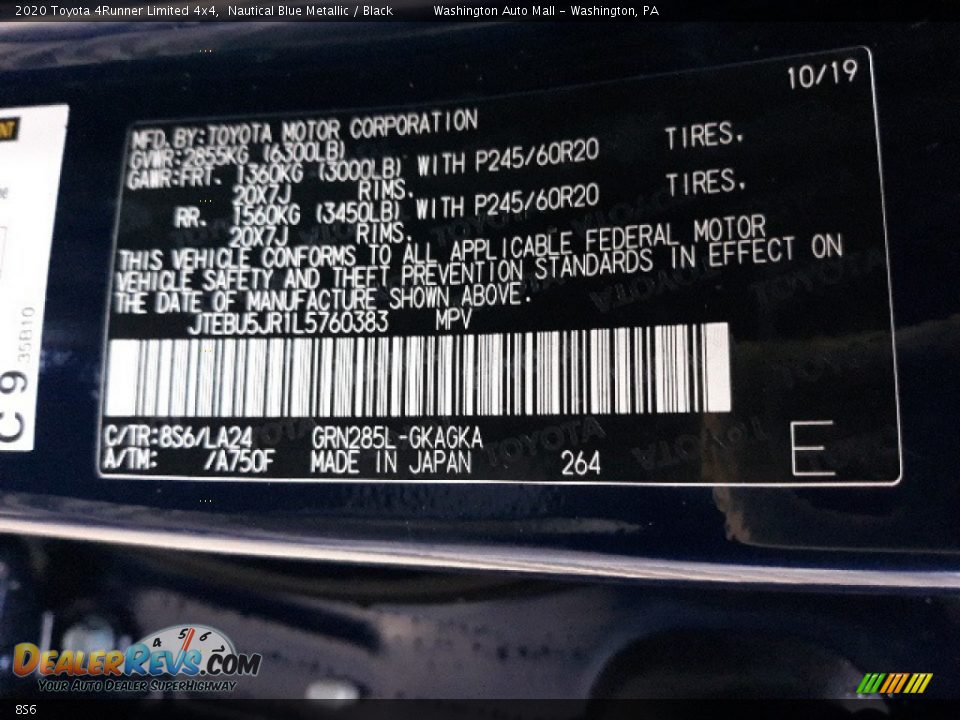 2020 Toyota 4Runner Limited 4x4, Nautical Blue Metallic / Black Washington Auto Mall - Washington, PA
10/19
MFD.BY:TOYOTA MOTOR CORPORATION
GVWR:2855KG (6300LB)
GAWR:FRT. 1360KG (3000LB) WITH P245/60R20 TIRES.
20X7J RIMS.
RR. 1560KG (3450LB) WITH P245/60R20 TIRES.
20X7J RIMS.
THIS VEHICLE CONFORMS TO ALL APPLICABLE FEDERAL MOTOR
VEHICLE SAFETY AND THEFT PREVENTION STANDARDS IN EFFECT ON
THE DATE OF MANUFACTURE SHOWN ABOVE.
JTEBU5JR1L5760383 MPV
C/TR:8S6/LA24 GRN285L-GKAGKA
A/TM: /A750F MADE IN JAPAN 264
E
C9 35B10
DealerRevs.com
Your Auto Dealer SuperHighway
8S6